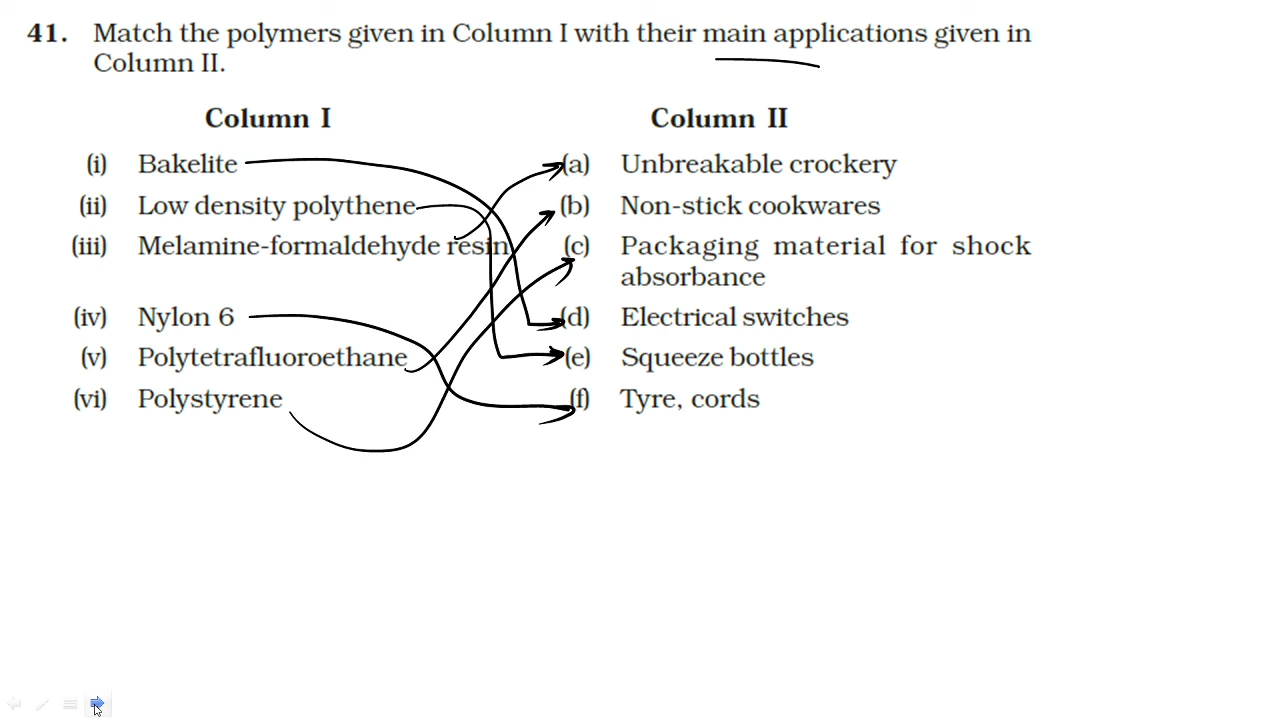 41. Match the polymers given in Column I with their main applications given in
Column II.
Column I Column II
(i) Bakelite (a) Unbreakable crockery
(ii) Low density polythene (b) Non-stick cookwares
(iii) Melamine-formaldehyde resin (c) Packaging material for shock
absorbance
(iv) Nylon 6 (d) Electrical switches
(v) Polytetrafluoroethane (e) Squeeze bottles
(vi) Polystyrene (f) Tyre, cords